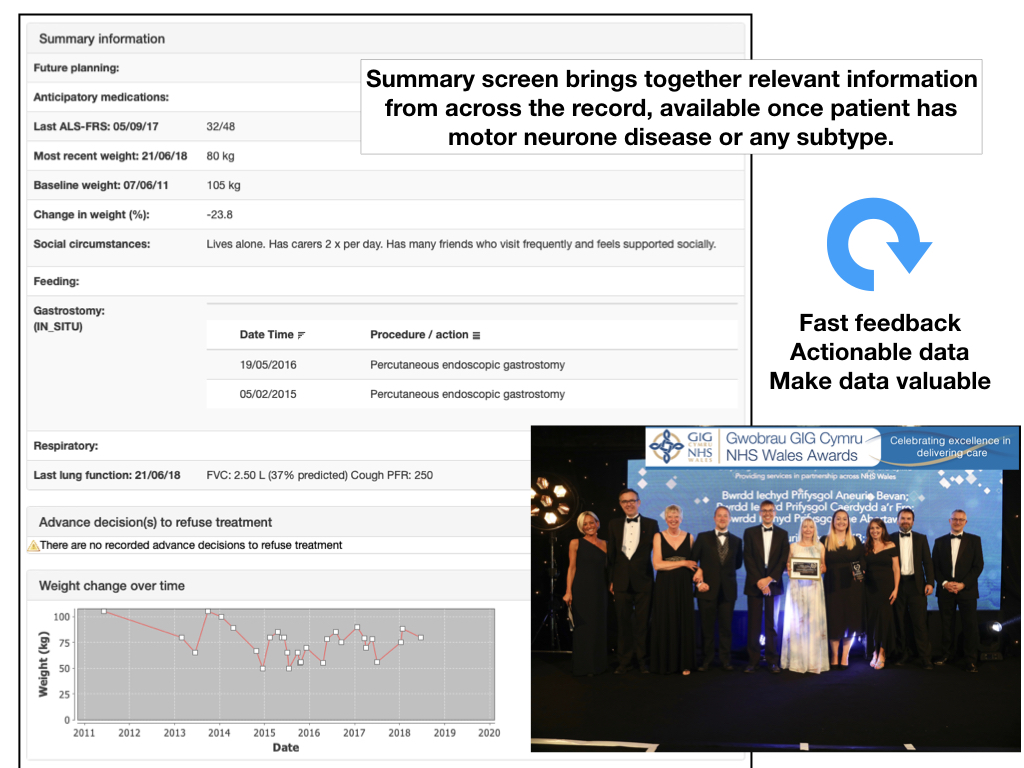 Summary information
Future planning:
Anticipatory medications:
Last ALS-FRS: 05/09/17 32/48
Most recent weight: 21/06/18 80 kg
Baseline weight: 07/06/11 105 kg
Change in weight (%): -23.8
Social circumstances: Lives alone. Has carers 2 x per day. Has many friends who visit frequently and feels supported socially.
Feeding:
Gastrostomy:
(IN_SITU)
Date Time Procedure / action
19/05/2016 Percutaneous endoscopic gastrostomy
05/02/2015 Percutaneous endoscopic gastrostomy
Respiratory:
Last lung function: 21/06/18 FVC: 2.50 L (37% predicted) Cough PFR: 250
Advance decision(s) to refuse treatment
There are no recorded advance decisions to refuse treatment
Weight change over time
100
75
50
25
0
Weight (kg)
2011 2012 2013 2014 2015 2016 2017 2018 2019 2020
Date
Summary screen brings together relevant information
from across the record, available once patient has
motor neurone disease or any subtype.
Fast feedback
Actionable data
Make data valuable
GIG
CYMRU
NHS
WALES
Gwobrau GIG Cymru
NHS Wales Awards
Celebrating excellence in
delivering care
Providing services in partnership across NHS Wales
Bwrdd Iechyd Prifysgol Aneurin Bevan;
Bwrdd Iechyd Prifysgol Caerdydd a'r Fro;
Iechyd Prifysgol